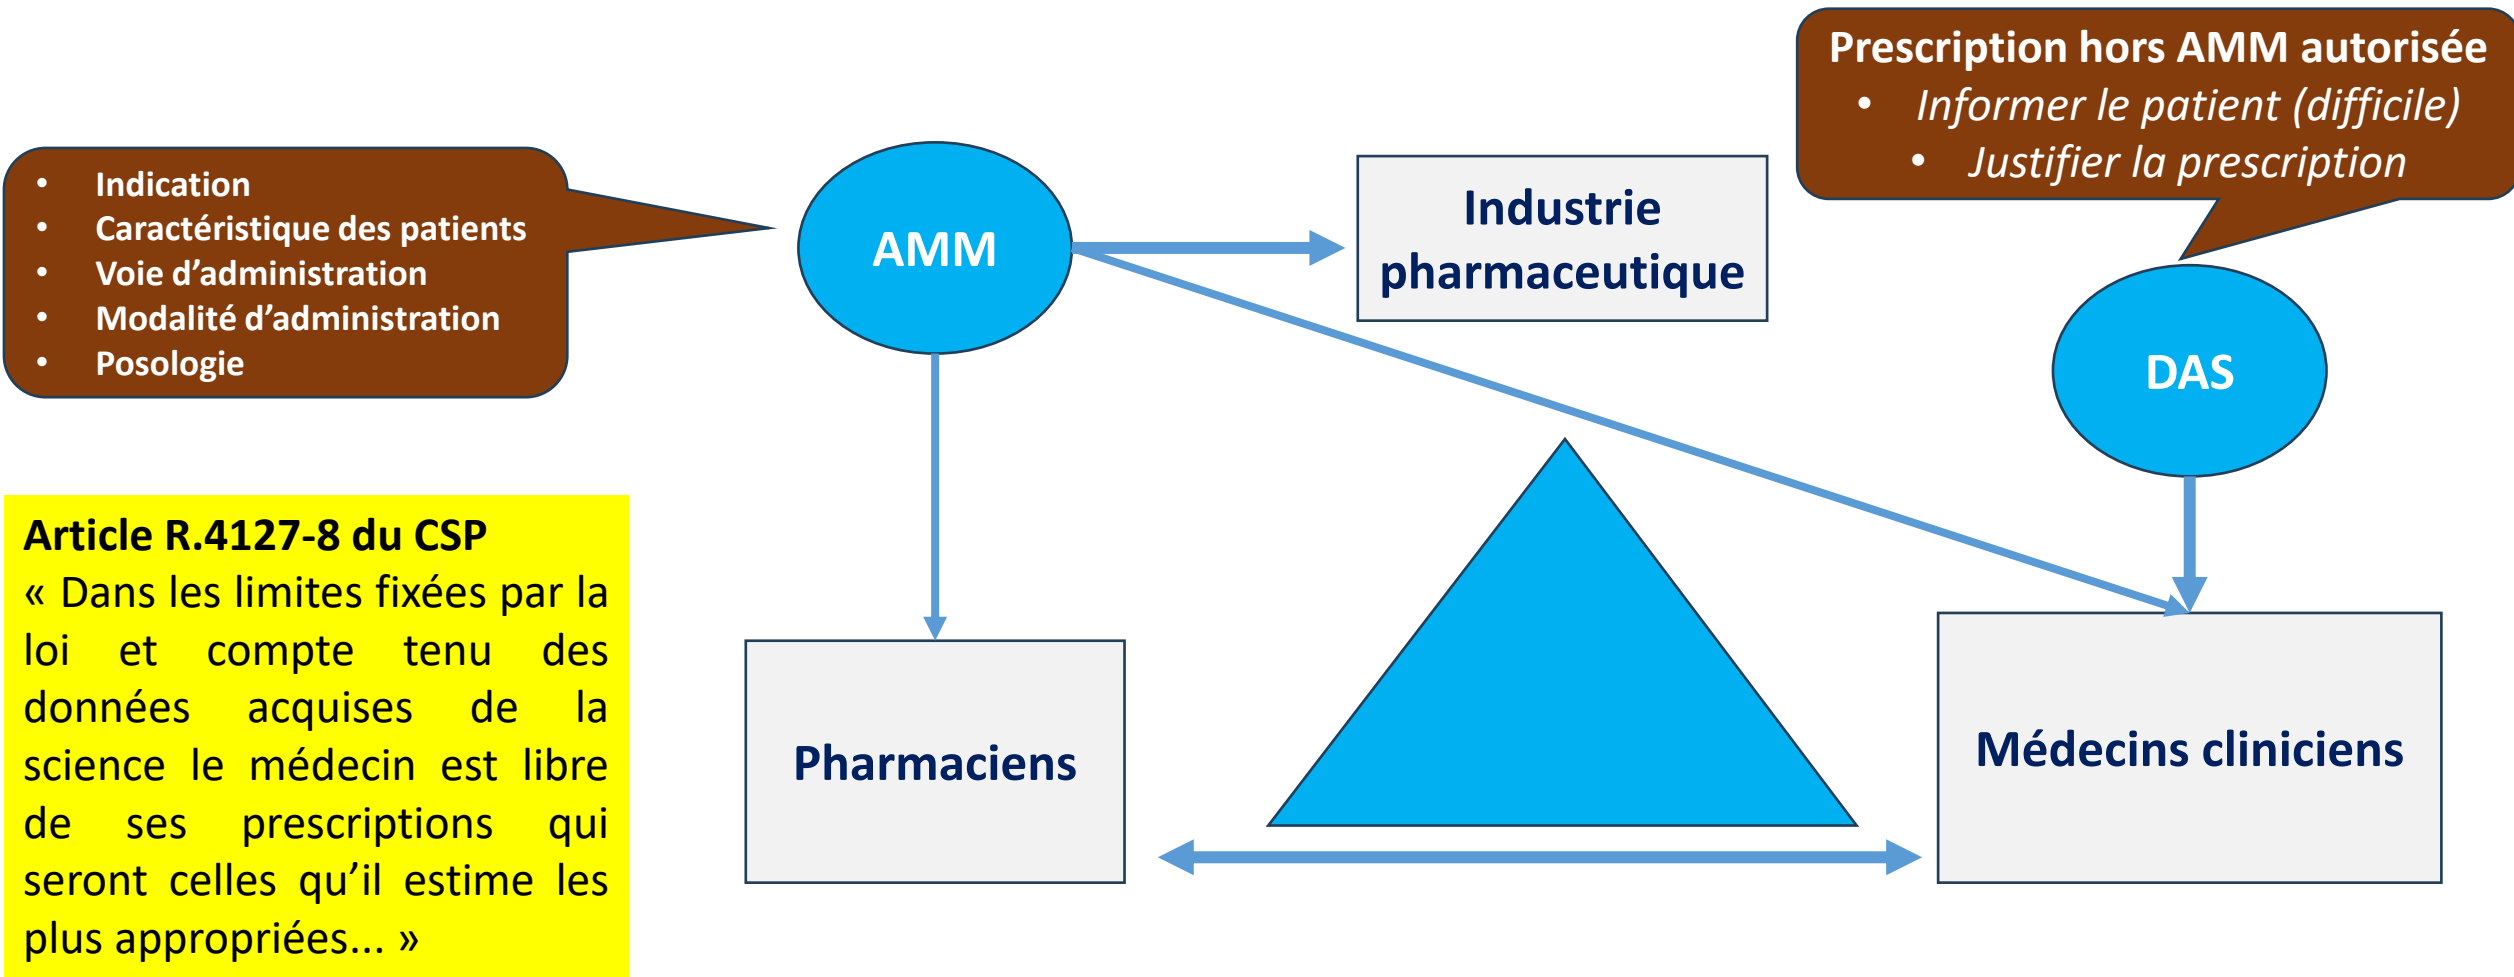 Prescription hors AMM autorisée
• Informer le patient (difficile)
• Justifier la prescription
• Indication
• Caractéristique des patients
• Voie d’administration
• Modalité d’administration
• Posologie
AMM
Industrie
pharmaceutique
DAS
Article R.4127-8 du CSP
« Dans les limites fixées par la
loi et compte tenu des
données acquises de la
science le médecin est libre
de ses prescriptions qui
seront celles qu’il estime les
plus appropriées... »
Pharmaciens
Médecins cliniciens